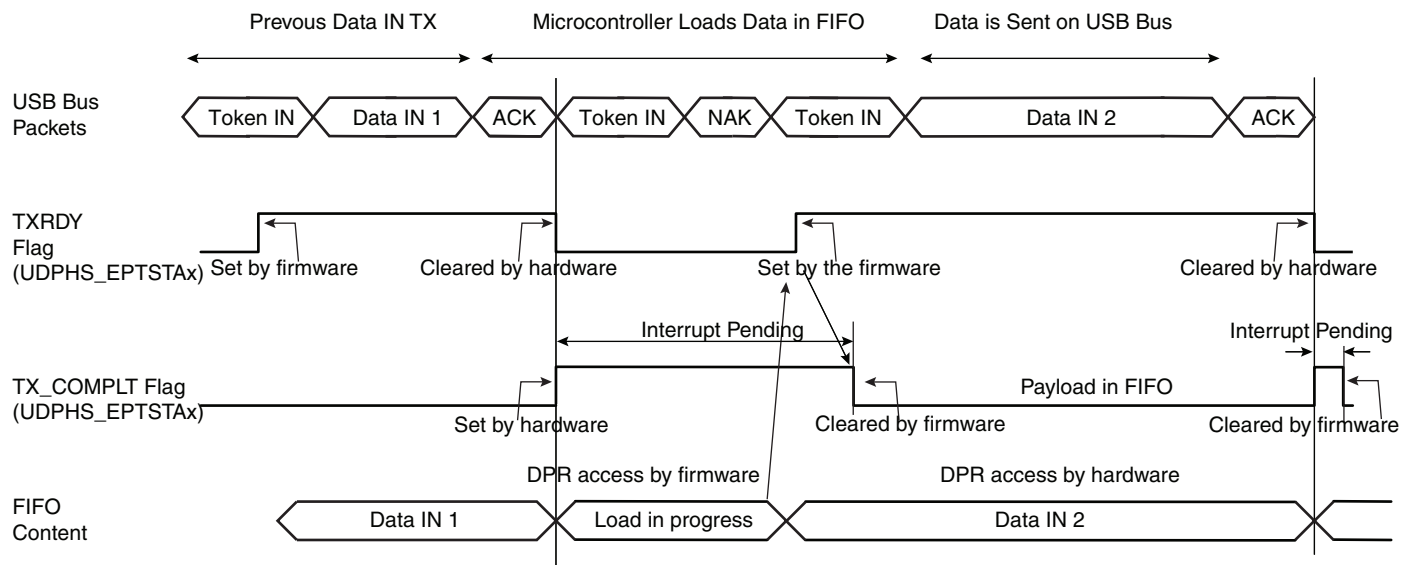 Prevous Data IN TX
Microcontroller Loads Data in FIFO
Data is Sent on USB Bus
USB Bus
Packets
Token IN
Data IN 1
ACK
Token IN
NAK
Token IN
Data IN 2
ACK
TXRDY
Flag
(UDPHS_EPTSTAx)
Set by firmware
Cleared by hardware
Set by the firmware
Cleared by hardware
Interrupt Pending
Interrupt Pending
TX_COMPLT Flag
(UDPHS_EPTSTAx)
Payload in FIFO
Set by hardware
Cleared by firmware
Cleared by firmware
DPR access by firmware
DPR access by hardware
FIFO
Content
Data IN 1
Load in progress
Data IN 2